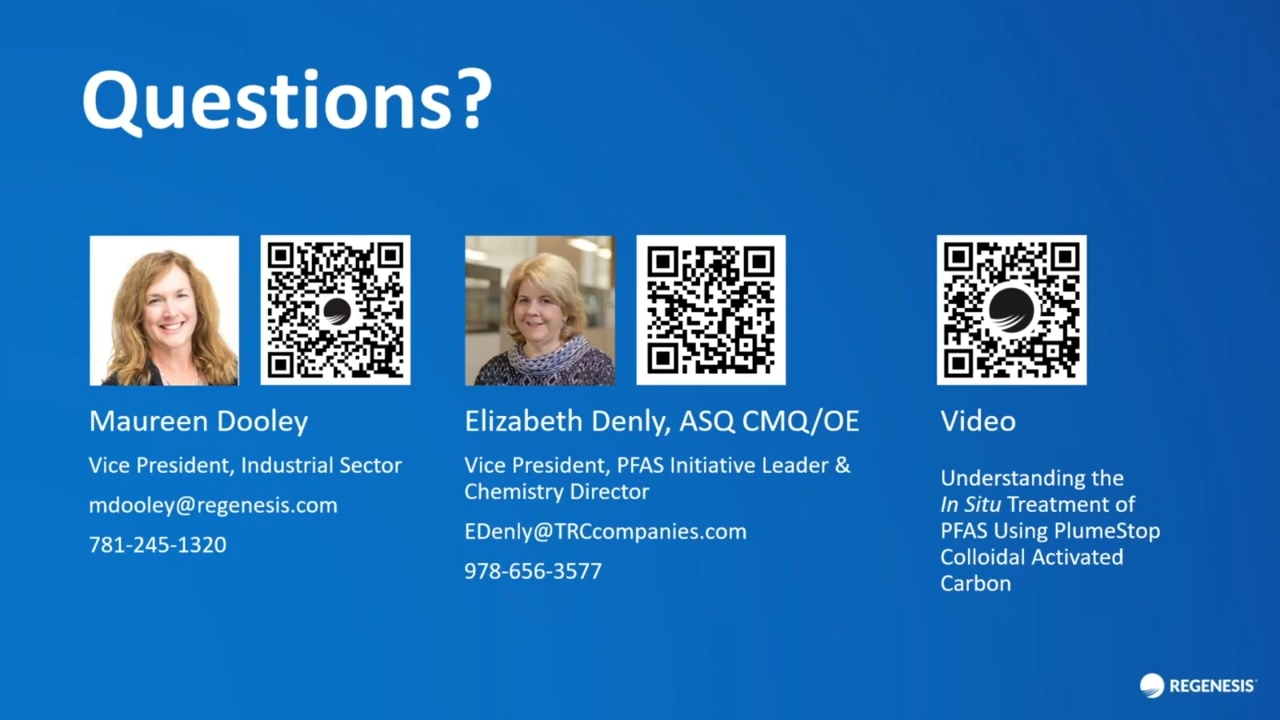 Questions?
Maureen Dooley
Vice President, Industrial Sector
mdooley@regenesis.com
781-245-1320
Elizabeth Denly, ASQ CMQ/OE
Vice President, PFAS Initiative Leader &
Chemistry Director
EDenly@TRCcompanies.com
978-656-3577
Video
Understanding the
In Situ Treatment of
PFAS Using PlumeStop
Colloidal Activated
Carbon
REGENESIS